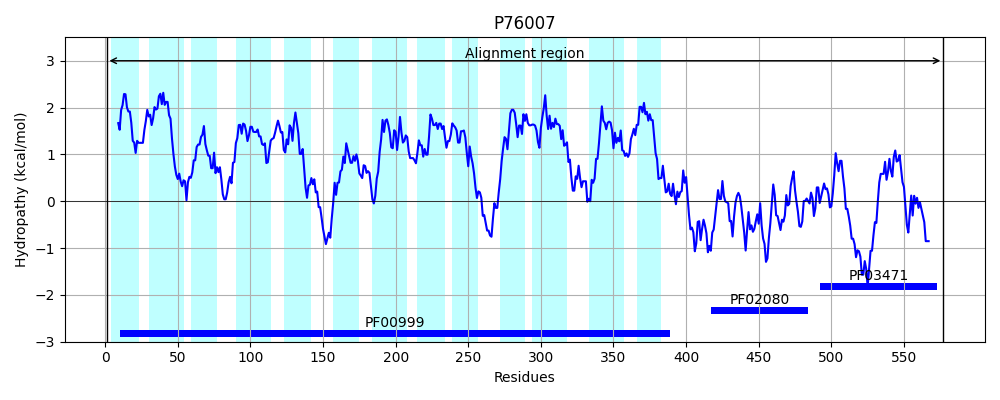 P76007
Alignment region
3
2
1
0
−1
−2
−3
Hydropathy (kcal/mol)
PF03471
PF02080
PF00999
0 50 100 150 200 250 300 350 400 450 500 550
Residues